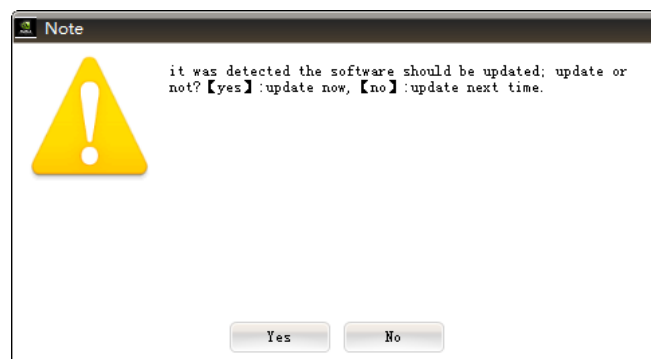 Note
it was detected the software should be updated; update or
not?【yes】:update now,【no】:update next time.
Yes
No